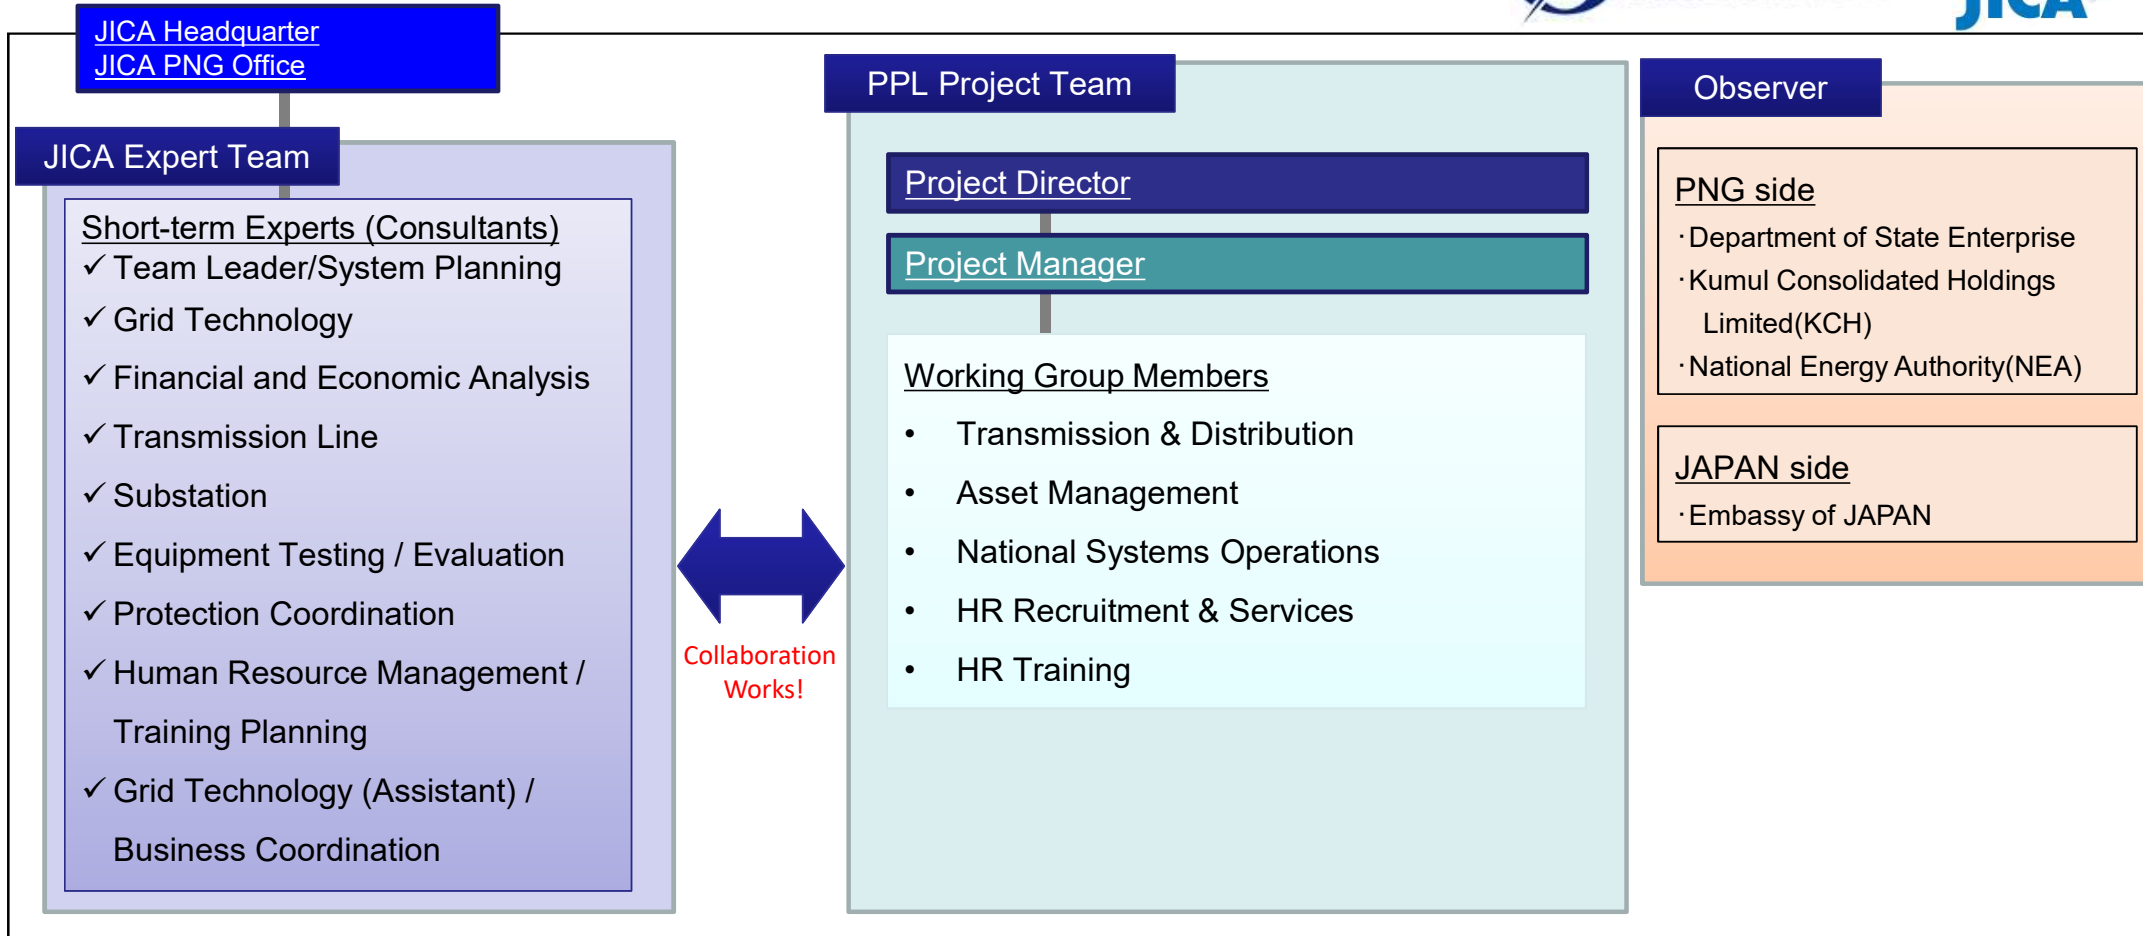 JICA
JICA Headquarter
JICA PNG Office
JICA Expert Team
Short-term Experts (Consultants)
✓ Team Leader/System Planning
✓ Grid Technology
✓ Financial and Economic Analysis
✓ Transmission Line
✓ Substation
✓ Equipment Testing / Evaluation
✓ Protection Coordination
✓ Human Resource Management /
Training Planning
✓ Grid Technology (Assistant) /
Business Coordination
Collaboration
Works!
PPL Project Team
Project Director
Project Manager
Working Group Members
• Transmission & Distribution
• Asset Management
• National Systems Operations
• HR Recruitment & Services
• HR Training
Observer
PNG side
·Department of State Enterprise
·Kumul Consolidated Holdings
Limited(KCH)
·National Energy Authority(NEA)
JAPAN side
·Embassy of JAPAN